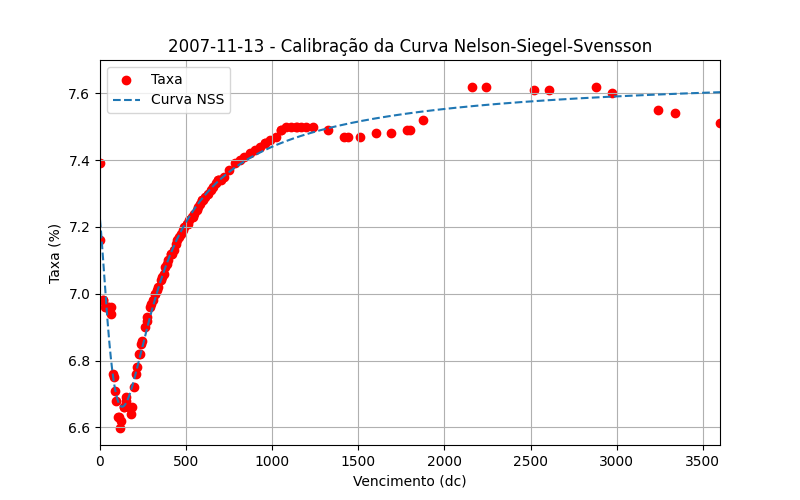 2007-11-13 - Calibração da Curva Nelson-Siegel-Svensson
Taxa
Curva NSS
Taxa (%)
7.6
7.4
7.2
7.0
6.8
6.6
0 500 1000 1500 2000 2500 3000 3500
Vencimento (dc)